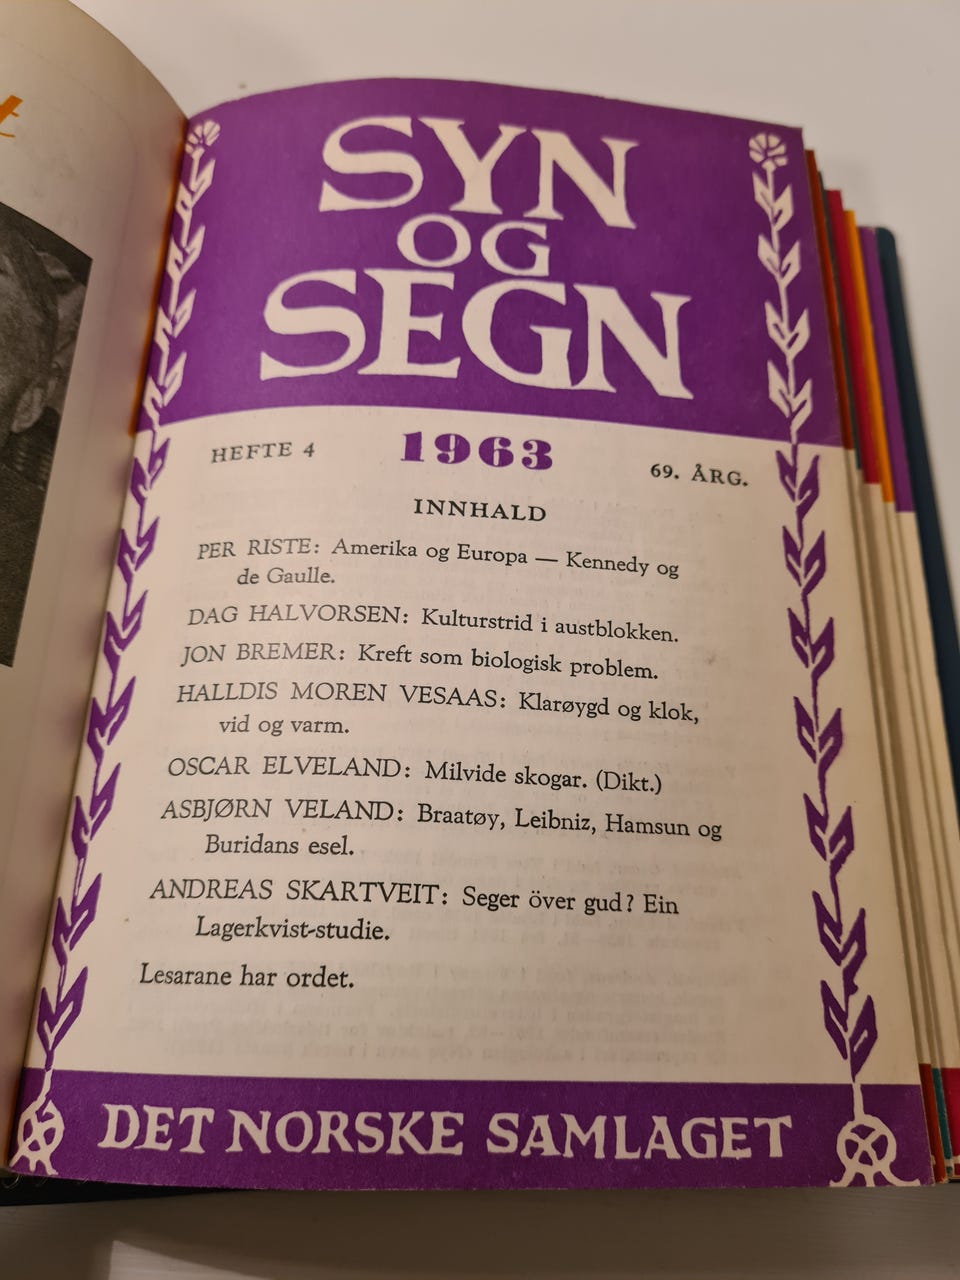 t
SYN
OG
SEGN
HEFTE 4
1963
69. ÅRG.
INNHALD
PER RISTE: Amerika og Europa — Kennedy og
de Gaulle.
DAG HALVORSEN: Kulturstrid i austblokken.
JON BREMER: Kreft som biologisk problem.
HALLDIS MOREN VESAAS: Klarøygd og klok,
vid og varm.
OSCAR ELVELAND: Milvide skogar. (Dikt.)
ASBJØRN VELAND: Braatøy, Leibniz, Hamsun og
Buridans esel.
ANDREAS SKARTVEIT: Seger över gud? Ein
Lagerkvist-studie.
Lesarane har ordet.
DET NORSKE SAMLAGET